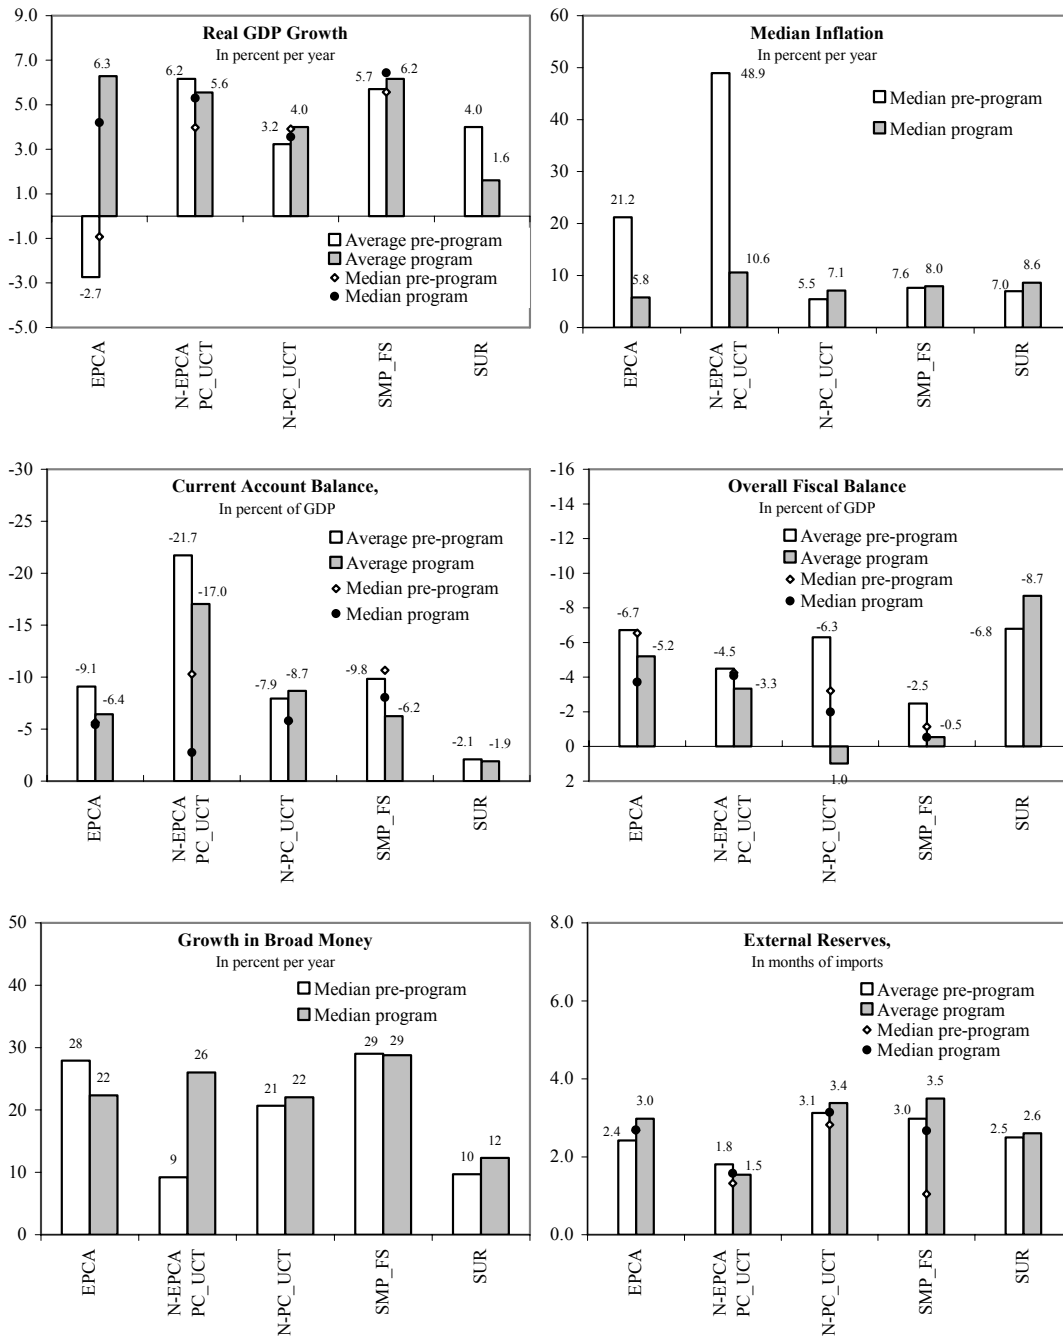 Real GDP Growth
In percent per year
9.0
7.0
5.0
3.0
1.0
-1.0
-3.0
-5.0
-2.7
6.3
6.2
5.6
3.2
4.0
5.7
6.2
4.0
1.6
Average pre-program
Average program
Median pre-program
Median program
EPCA
N-EPCA
PC_UCT
N-PC_UCT
SMP_FS
SUR
Median Inflation
In percent per year
60
50
40
30
20
10
0
21.2
5.8
48.9
10.6
5.5
7.1
7.6
8.0
7.0
8.6
Median pre-program
Median program
EPCA
N-EPCA
PC_UCT
N-PC_UCT
SMP_FS
SUR
Current Account Balance,
In percent of GDP
-30
-25
-20
-15
-10
-5
0
-9.1
-6.4
-21.7
-17.0
-7.9
-8.7
-9.8
-6.2
-2.1
-1.9
Average pre-program
Average program
Median pre-program
Median program
EPCA
N-EPCA
PC_UCT
N-PC_UCT
SMP_FS
SUR
Overall Fiscal Balance
In percent of GDP
-16
-14
-12
-10
-8
-6
-4
-2
0
2
-6.7
-5.2
-4.5
-3.3
-6.3
1.0
-2.5
-0.5
-6.8
-8.7
Average pre-program
Average program
Median pre-program
Median program
EPCA
N-EPCA
PC_UCT
N-PC_UCT
SMP_FS
SUR
Growth in Broad Money
In percent per year
50
40
30
20
10
0
28
22
9
26
21
22
29
29
10
12
Median pre-program
Median program
EPCA
N-EPCA
PC_UCT
N-PC_UCT
SMP_FS
SUR
External Reserves,
In months of imports
8.0
6.0
4.0
2.0
0.0
2.4
3.0
1.8
1.5
3.1
3.4
3.0
3.5
2.5
2.6
Average pre-program
Average program
Median pre-program
Median program
EPCA
N-EPCA
PC_UCT
N-PC_UCT
SMP_FS
SUR